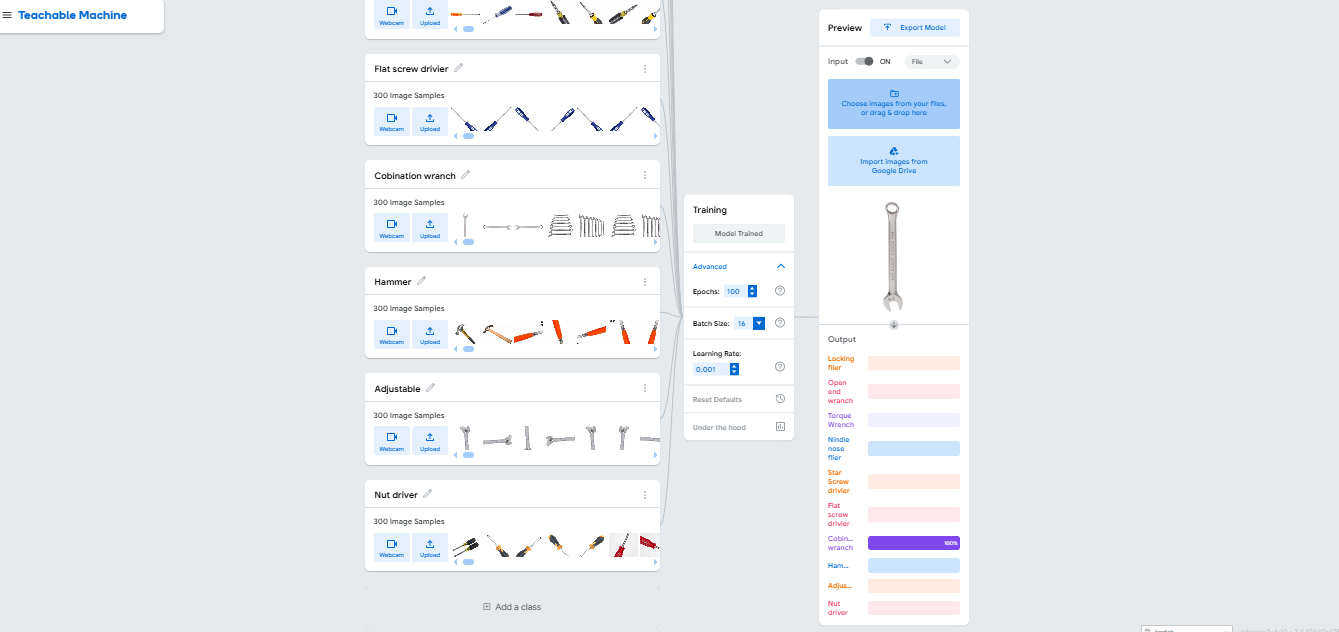 Teachable Machine
Webcam
Upload
Flat screw drivier
300 Image Samples
Webcam
Upload
Cobination wranch
300 Image Samples
Webcam
Upload
Hammer
300 Image Samples
Webcam
Upload
Adjustable
300 Image Samples
Webcam
Upload
Nut driver
300 Image Samples
Webcam
Upload
Add a class
Training
Model Trained
Advanced
Epochs: 100
Batch Size: 16
Learning Rate:
0.001
Reset Defaults
Under the hood
Preview
Export Model
Input ON File
Choose images from your files,
or drag & drop here
Import images from
Google Drive
Output
Locking
flier
Open
end
wranch
Torque
Wrench
Nindle
nose
flier
Star
Screw
drivier
Flat
screw
drivier
Cobin...
wranch
100%
Ham...
Adjus...
Nut
driver